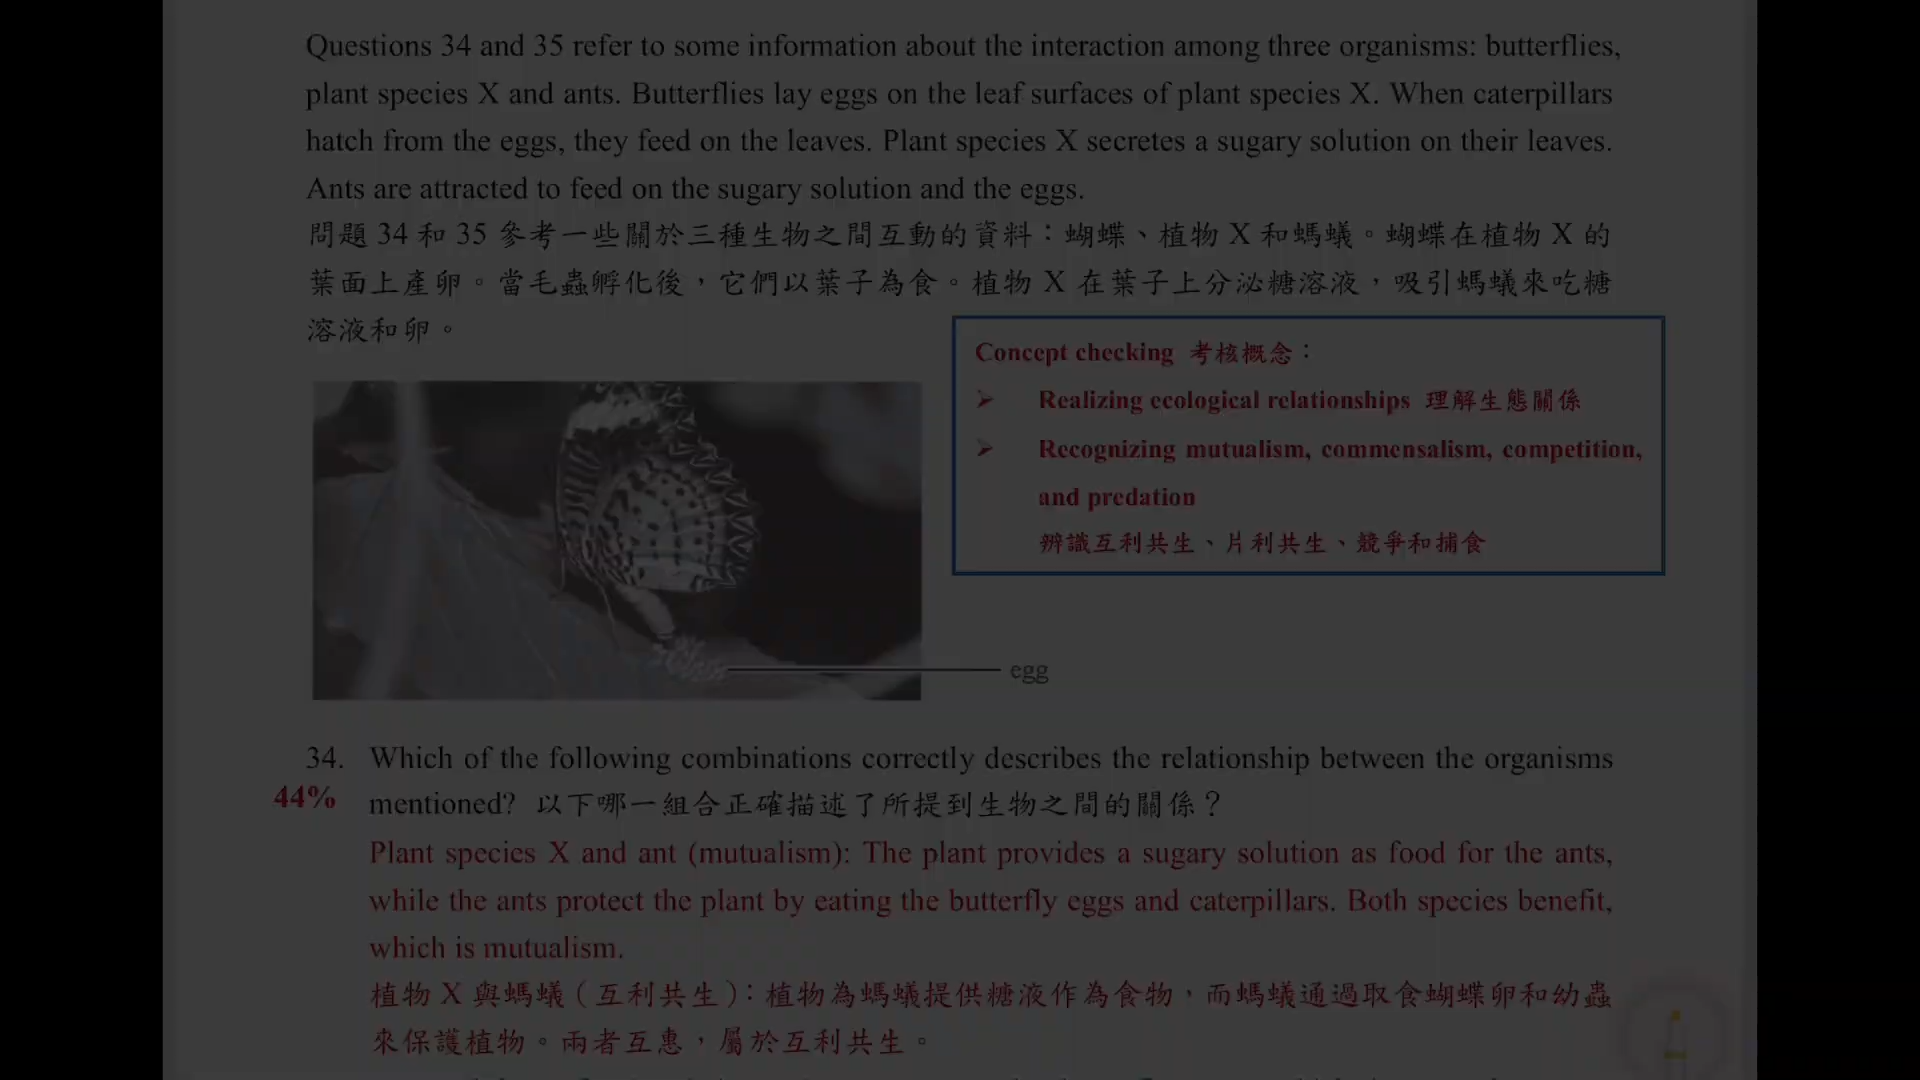 Questions 34 and 35 refer to some information about the interaction among three organisms: butterflies,
plant species X and ants. Butterflies lay eggs on the leaf surfaces of plant species X. When caterpillars
hatch from the eggs, they feed on the leaves. Plant species X secretes a sugary solution on their leaves.
Ants are attracted to feed on the sugary solution and the eggs.
問題 34 和 35 參考一些關於三種生物之間互動的資料：蝴蝶、植物 X 和螞蟻。蝴蝶在植物 X 的
葉面上產卵。當毛蟲孵化後，它們以葉子為食。植物 X 在葉子上分泌糖溶液，吸引螞蟻來吃糖
溶液和卵。
Concept checking 考核概念：
➢ Realizing ecological relationships 理解生態關係
➢ Recognizing mutualism, commensalism, competition,
and predation
辨識互利共生、片利共生、競爭和捕食
egg
34. Which of the following combinations correctly describes the relationship between the organisms
44% mentioned? 以下哪一組合正確描述了所提到生物之間的關係？
Plant species X and ant (mutualism): The plant provides a sugary solution as food for the ants,
while the ants protect the plant by eating the butterfly eggs and caterpillars. Both species benefit,
which is mutualism.
植物 X 與螞蟻（互利共生）：植物為螞蟻提供糖液作為食物，而螞蟻通過取食蝴蝶卵和幼蟲
來保護植物。兩者互惠，屬於互利共生。